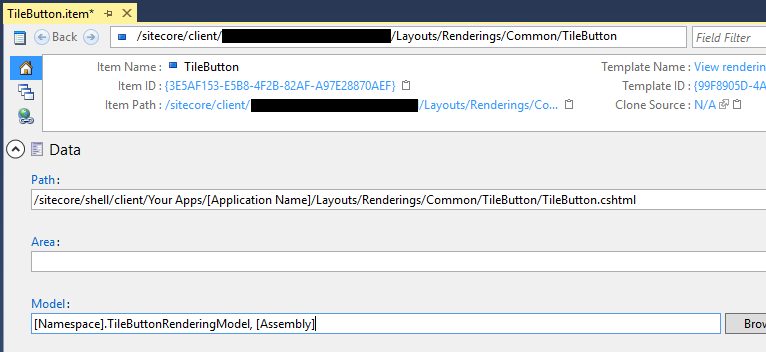 TileButton.item*
Back
/sitecore/client/ /Layouts/Renderings/Common/TileButton
Field Filter
Item Name : TileButton
Template Name : View renderin
Item ID : {3E5AF153-E5B8-4F2B-82AF-A97E28870AEF}
Template ID : {99F8905D-4A
Item Path : /sitecore/client/ /Layouts/Renderings/Co...
Clone Source : N/A
Data
Path:
/sitecore/shell/client/Your Apps/[Application Name]/Layouts/Renderings/Common/TileButton/TileButton.cshtml
Area:
Model:
[Namespace].TileButtonRenderingModel, [Assembly]
Brow